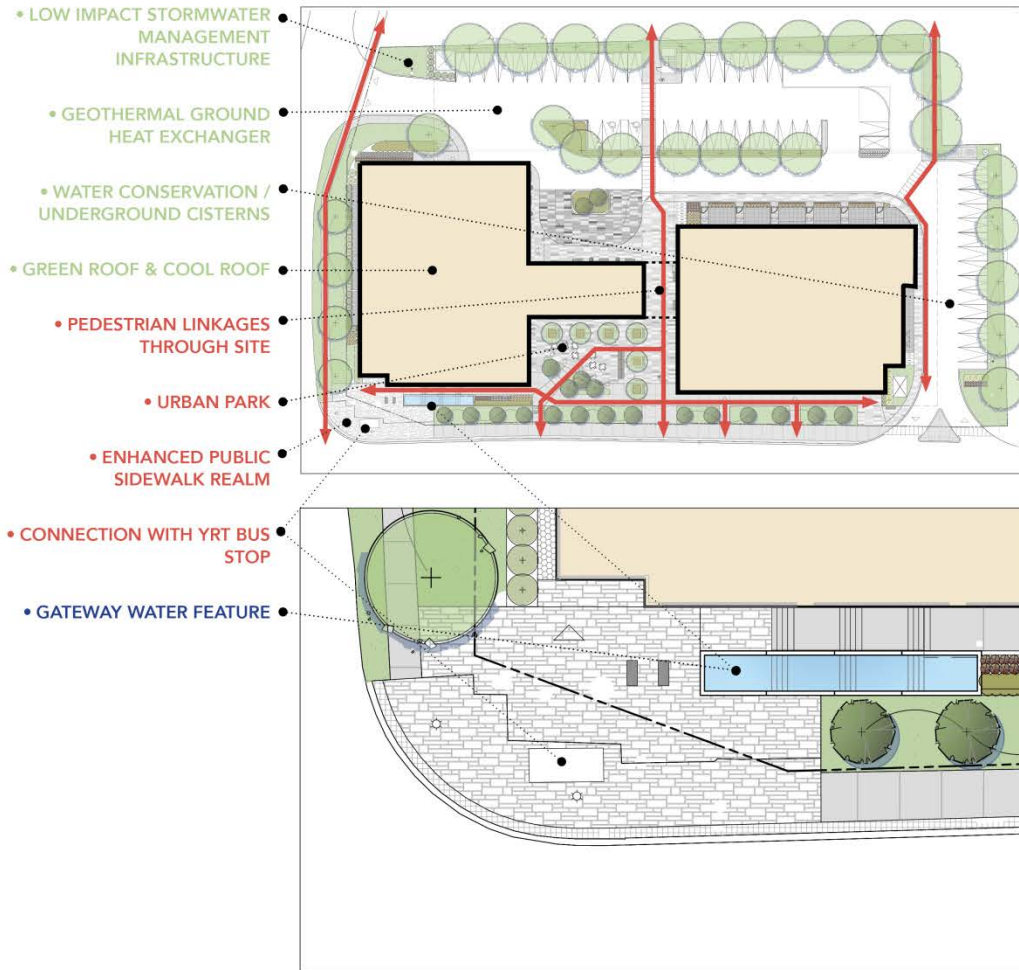 • LOW IMPACT STORMWATER
MANAGEMENT
INFRASTRUCTURE
• GEOTHERMAL GROUND
HEAT EXCHANGER
• WATER CONSERVATION /
UNDERGROUND CISTERNS
• GREEN ROOF & COOL ROOF
• PEDESTRIAN LINKAGES
THROUGH SITE
• URBAN PARK
• ENHANCED PUBLIC
SIDEWALK REALM
• CONNECTION WITH YRT BUS
STOP
• GATEWAY WATER FEATURE